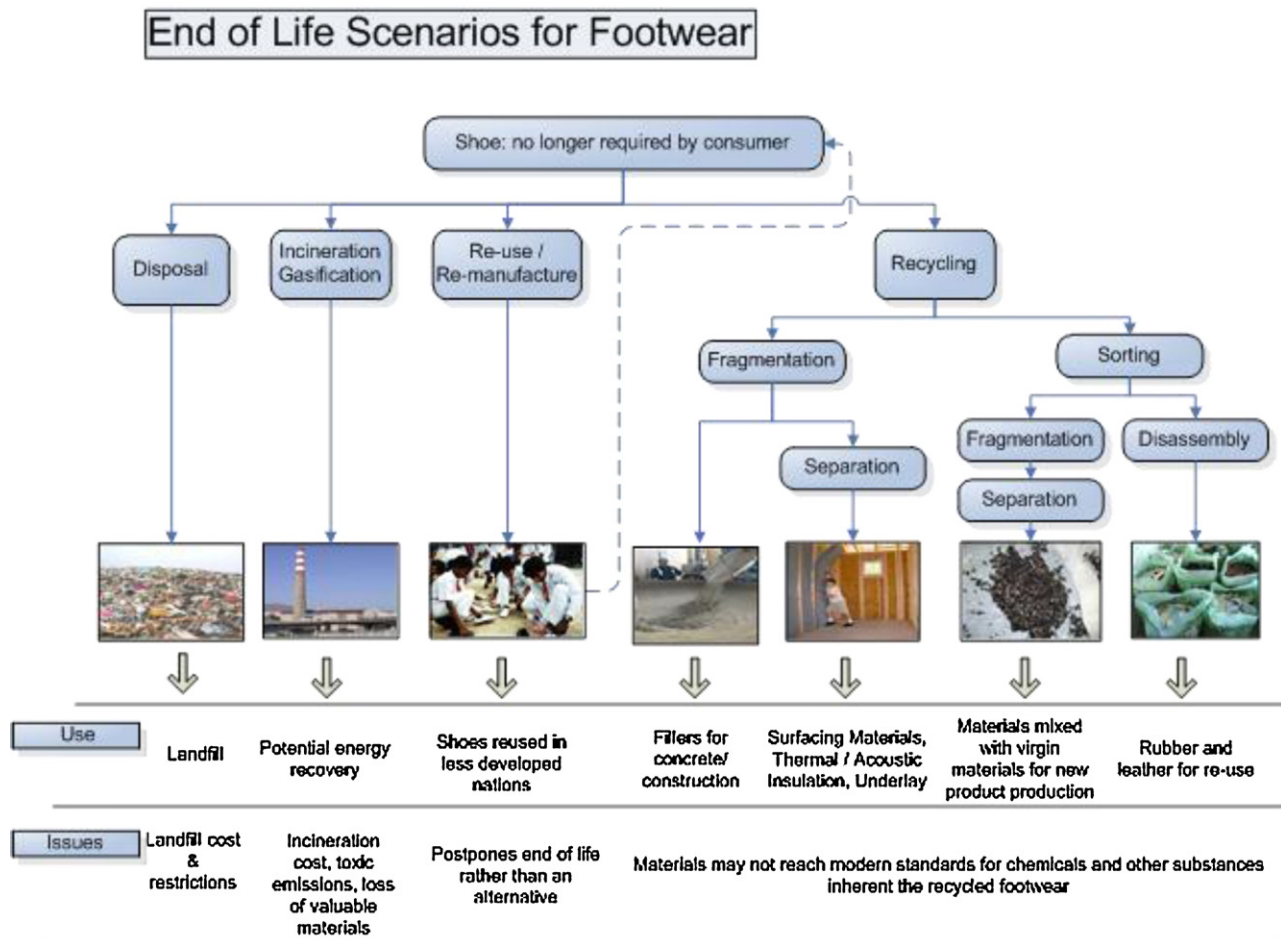 End of Life Scenarios for Footwear
Shoe: no longer required by consumer
Disposal
Incineration
Gasification
Re-use /
Re-manufacture
Recycling
Fragmentation
Sorting
Separation
Fragmentation
Disassembly
Separation
Use
Landfill
Potential energy
recovery
Shoes reused in
less developed
nations
Fillers for
concrete/
construction
Surfacing Materials,
Thermal / Acoustic
Insulation, Underlay
Materials mixed
with virgin
materials for new
product production
Rubber and
leather for re-use
Issues
Landfill cost
&
restrictions
Incineration
cost, toxic
emissions, loss
of valuable
materials
Postpones end of life
rather than an
alternative
Materials may not reach modern standards for chemicals and other substances
inherent the recycled footwear